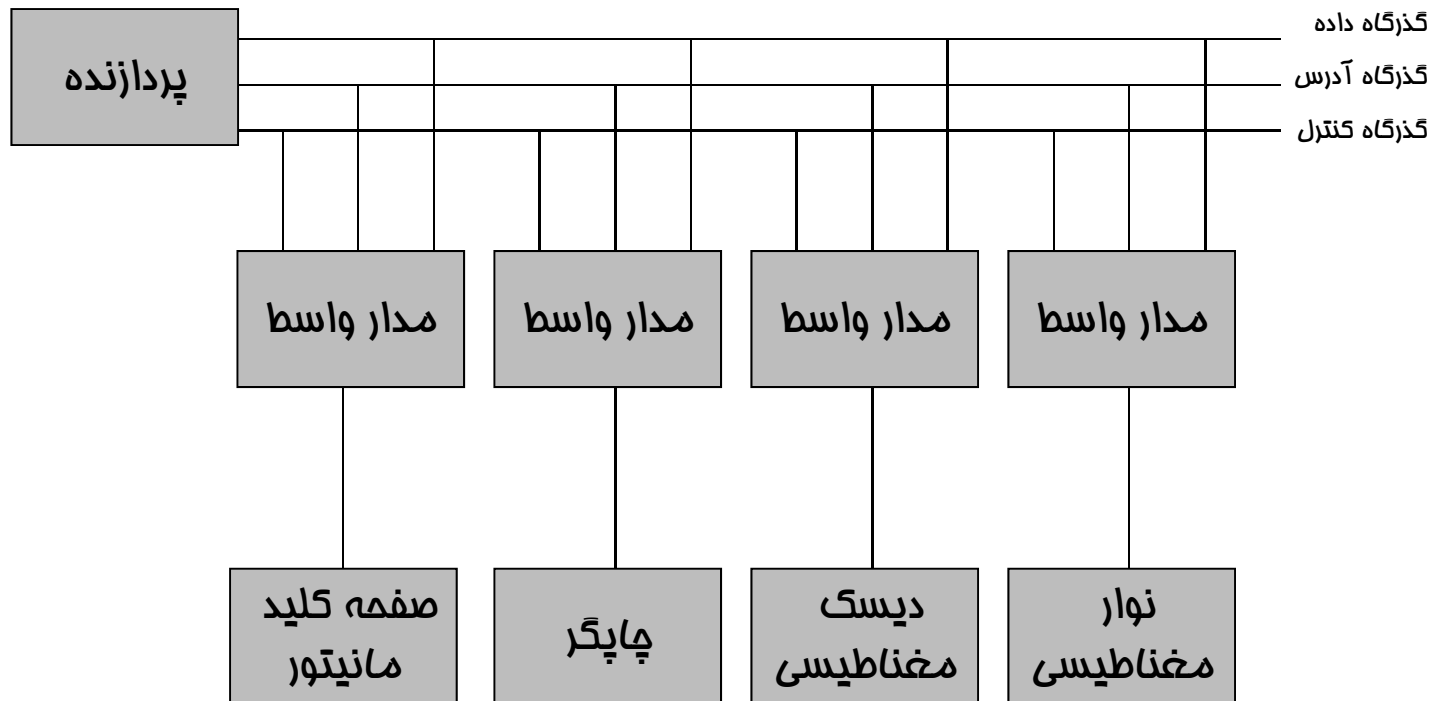 گذرگاه داده
پردازنده
گذرگاه آدرس
گذرگاه کنترل
مدار واسط
مدار واسط
مدار واسط
مدار واسط
صفحه کلید
مانیتور
چاپگر
دیسک
مغناطیسی
نوار
مغناطیسی